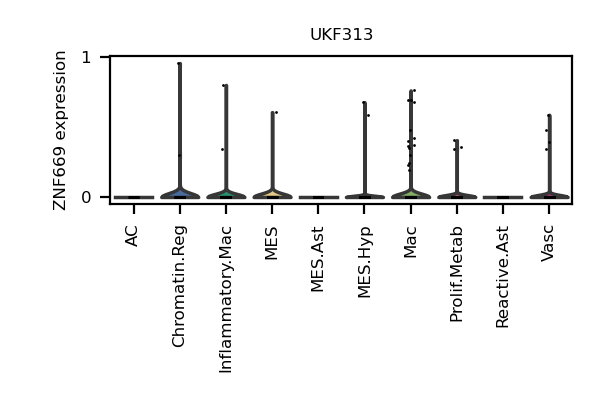 UKF313
ZNF669 expression
1
0
AC
Chromatin.Reg
Inflammatory.Mac
MES
MES.Ast
MES.Hyp
Mac
Prolif.Metab
Reactive.Ast
Vasc